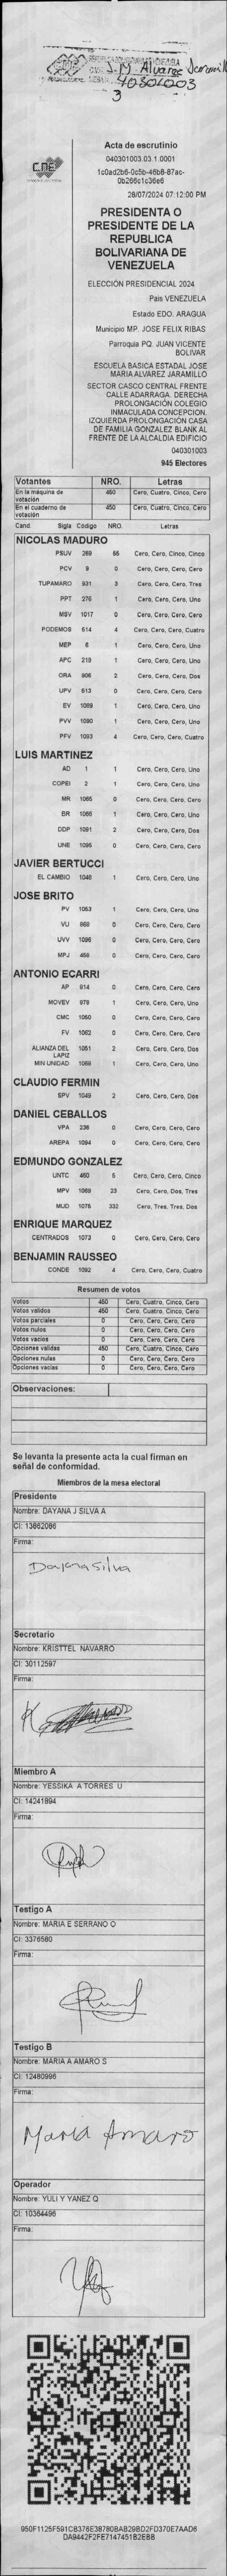 J. M Alvarez Jaramillo
40301003
3
CNE
Acta de escrutinio
040301003.03.1.0001
28/07/2024 07:12:00 PM
PRESIDENTA O
PRESIDENTE DE LA
REPUBLICA
BOLIVARIANA DE
VENEZUELA
ELECCIÓN PRESIDENCIAL 2024
Pais VENEZUELA
Estado EDO. ARAGUA
Municipio MP. JOSE FELIX RIBAS
Parroquia PQ. JUAN VICENTE
BOLIVAR
ESCUELA BASICA ESTADAL JOSE
MARIA ALVAREZ JARAMILLO
SECTOR CASCO CENTRAL FRENTE
CALLE ADARRAGA. DERECHA
PROLONGACIÓN COLEGIO
INMACULADA CONCEPCION.
IZQUIERDA PROLONGACIÓN CASA
DE FAMILIA GONZALEZ BLANK AL
FRENTE DE LA ALCALDIA EDIFICIO
040301003
945 Electores
Votantes NRO. Letras
En la máquina de votación 450 Cero, Cuatro, Cinco, Cero
En el cuaderno de votación 450 Cero, Cuatro, Cinco, Cero
Cand. Sigla Codigo NRO. Letras
NICOLAS MADURO
PSUV 269 55 Cero, Cero, Cinco, Cinco
PCV 9 0 Cero, Cero, Cero, Cero
TUPAMARO 931 3 Cero, Cero, Cero, Tres
PPT 276 1 Cero, Cero, Cero, Uno
MSV 1017 0 Cero, Cero, Cero, Cero
PODEMOS 514 4 Cero, Cero, Cero, Cuatro
MEP 6 1 Cero, Cero, Cero, Uno
APC 219 1 Cero, Cero, Cero, Uno
ORA 906 2 Cero, Cero, Cero, Dos
UPV 513 0 Cero, Cero, Cero, Cero
EV 1089 1 Cero, Cero, Cero, Uno
PVV 1090 1 Cero, Cero, Cero, Uno
PFV 1093 4 Cero, Cero, Cero, Cuatro
LUIS MARTINEZ
AD 1 1 Cero, Cero, Cero, Uno
COPEI 2 1 Cero, Cero, Cero, Uno
MR 0 Cero, Cero, Cero, Cero
BR 1 Cero, Cero, Cero, Uno
DDP 1091 2 Cero, Cero, Cero, Dos
UNE 1095 0 Cero, Cero, Cero, Cero
JAVIER BERTUCCI
EL CAMBIO 1046 1 Cero, Cero, Cero, Uno
JOSE BRITO
PV 1053 1 Cero, Cero, Cero, Uno
VU 868 0 Cero, Cero, Cero, Cero
UVV 1096 0 Cero, Cero, Cero, Cero
MPJ 458 0 Cero, Cero, Cero, Cero
ANTONIO ECARRI
AP 914 0 Cero, Cero, Cero, Cero
MOVEV 979 1 Cero, Cero, Cero, Uno
CMC 1050 0 Cero, Cero, Cero, Cero
FV 1062 0 Cero, Cero, Cero, Cero
ALIANZA DEL LAPIZ 1051 2 Cero, Cero, Cero, Dos
MIN UNIDAD 1068 1 Cero, Cero, Cero, Uno
CLAUDIO FERMIN
SPV 1049 2 Cero, Cero, Cero, Dos
DANIEL CEBALLOS
VPA 236 0 Cero, Cero, Cero, Cero
AREPA 1094 0 Cero, Cero, Cero, Cero
EDMUNDO GONZALEZ
UNTC 460 5 Cero, Cero, Cero, Cinco
MPV 1069 23 Cero, Cero, Dos, Tres
MUD 1075 332 Cero, Tres, Tres, Dos
ENRIQUE MARQUEZ
CENTRADOS 1073 0 Cero, Cero, Cero, Cero
BENJAMIN RAUSSEO
CONDE 1092 4 Cero, Cero, Cero, Cuatro
Resumen de votos
Votos 450 Cero, Cuatro, Cinco, Cero
Votos validos 450 Cero, Cuatro, Cinco, Cero
Votos parciales 0 Cero, Cero, Cero, Cero
Votos nulos 0 Cero, Cero, Cero, Cero
Votos vacios 0 Cero, Cero, Cero, Cero
Opciones validas 450 Cero, Cuatro, Cinco, Cero
Opciones nulas 0 Cero, Cero, Cero, Cero
Opciones vacias 0 Cero, Cero, Cero, Cero
Observaciones:
Se levanta la presente acta la cual firman en
señal de conformidad.
Miembros de la mesa electoral
Presidente
Nombre: DAYANA J SILVA A
CI: 13862086
Firma:
Dayana Silva
Secretario
Nombre: KRISTTEL NAVARRO
CI: 30112597
Firma:
Miembro A
Nombre: YESSIKA A TORRES U
CI: 14241894
Firma:
Testigo A
Nombre: MARIA E SERRANO O
CI: 3376580
Firma:
Testigo B
Nombre: MARIA A AMARO S
CI: 12480996
Firma:
Maria Amaro
Operador
Nombre: YULI Y YANEZ Q
CI: 10364496
Firma:
950F1125F591CB376E38780BAB29BD2FD370E7AAD6
DA9442F2FE7147451B2EBB